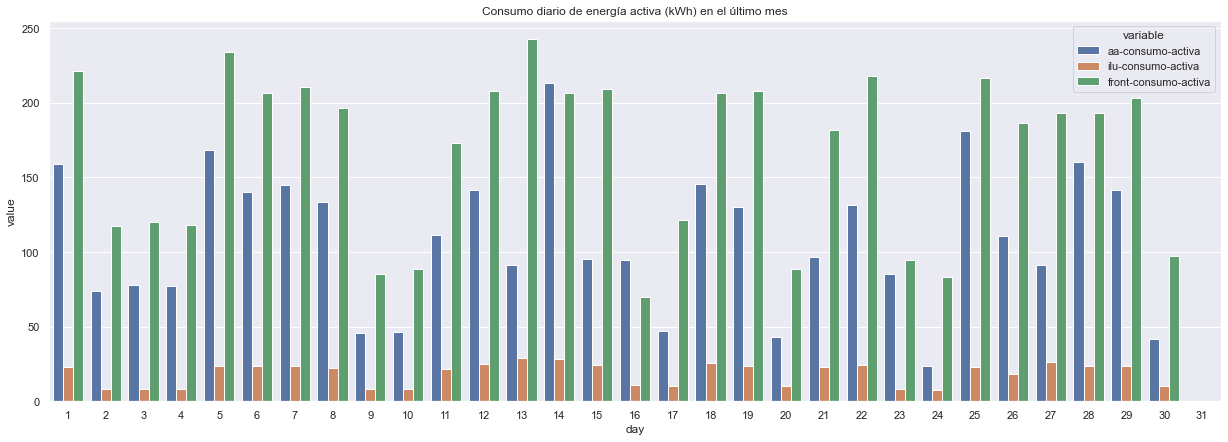 Consumo diario de energía activa (kWh) en el último mes
variable
aa-consumo-activa
ilu-consumo-activa
front-consumo-activa
250
200
150
100
50
0
value
1 2 3 4 5 6 7 8 9 10 11 12 13 14 15 16 17 18 19 20 21 22 23 24 25 26 27 28 29 30 31
day